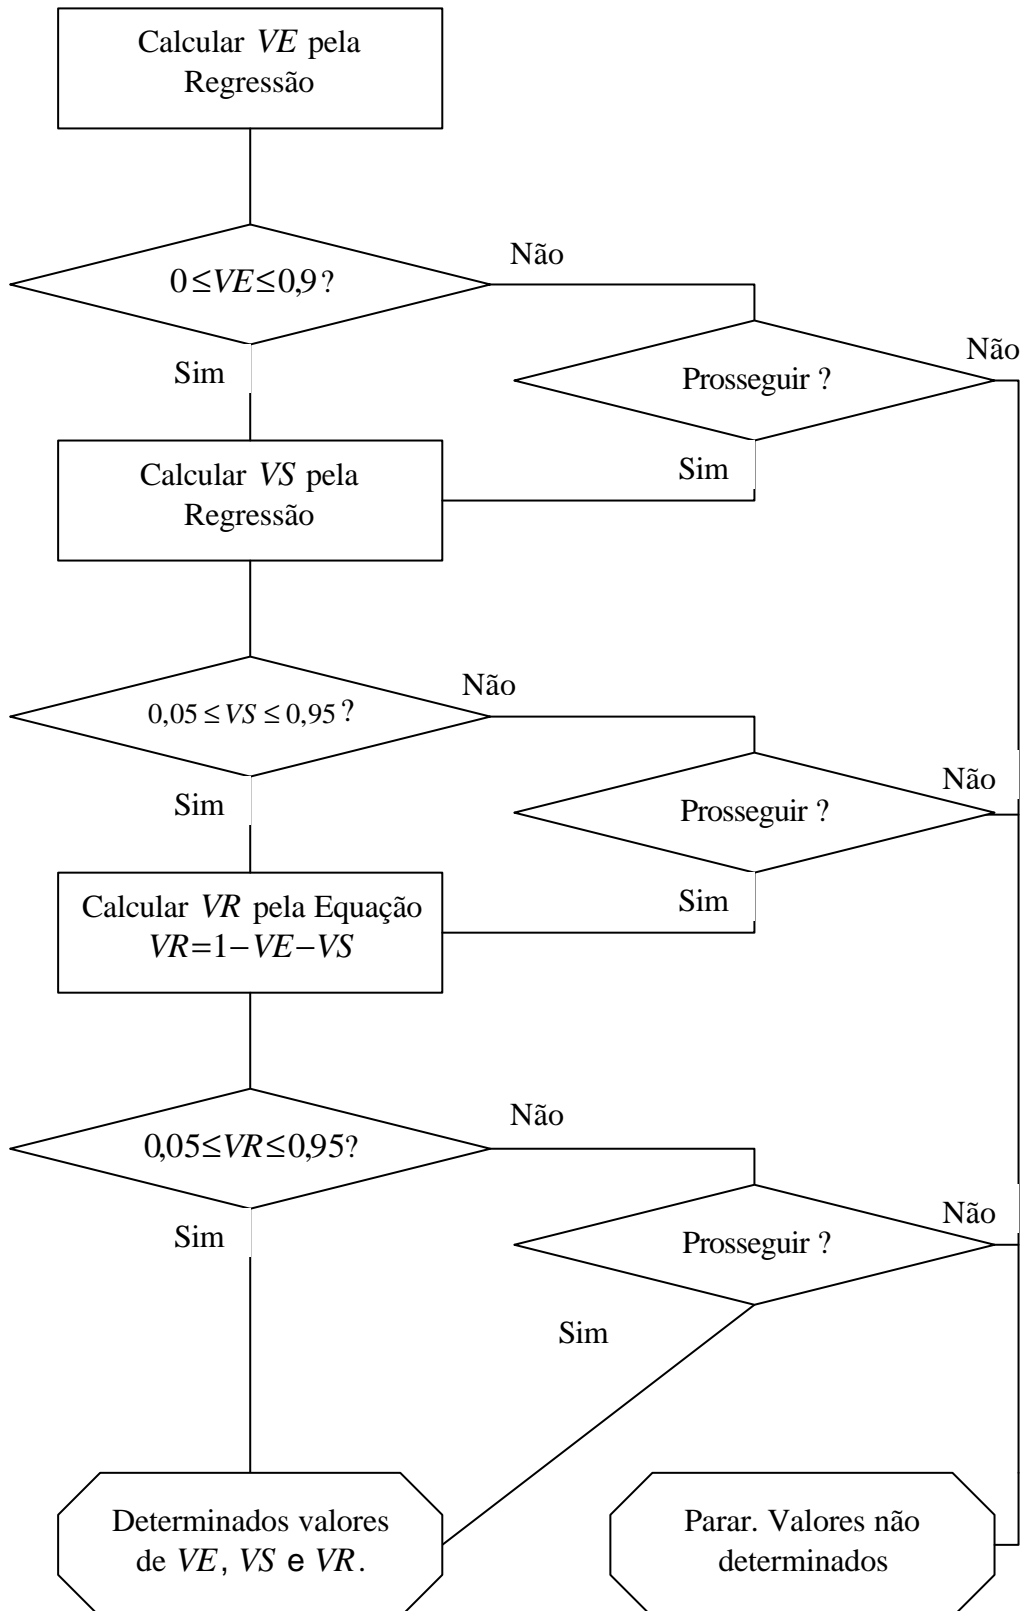 Calcular VE pela
Regressão
0≤VE≤0,9?
Não
Sim
Prosseguir ?
Não
Sim
Calcular VS pela
Regressão
0,05≤VS≤0,95?
Não
Sim
Prosseguir ?
Não
Sim
Calcular VR pela Equação
VR=1−VE−VS
0,05≤VR≤0,95?
Não
Sim
Prosseguir ?
Não
Sim
Determinados valores
de VE, VS e VR.
Parar. Valores não
determinados